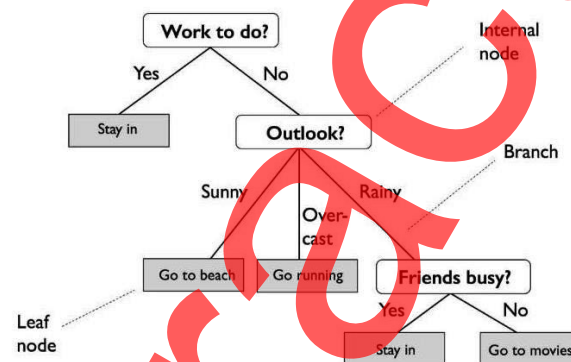 Work to do?
Internal
node
Yes
No
Stay in
Outlook?
Branch
Sunny
Rainy
Over-
cast
Go to beach
Go running
Friends busy?
Yes
No
Leaf
node
Stay in
Go to movies